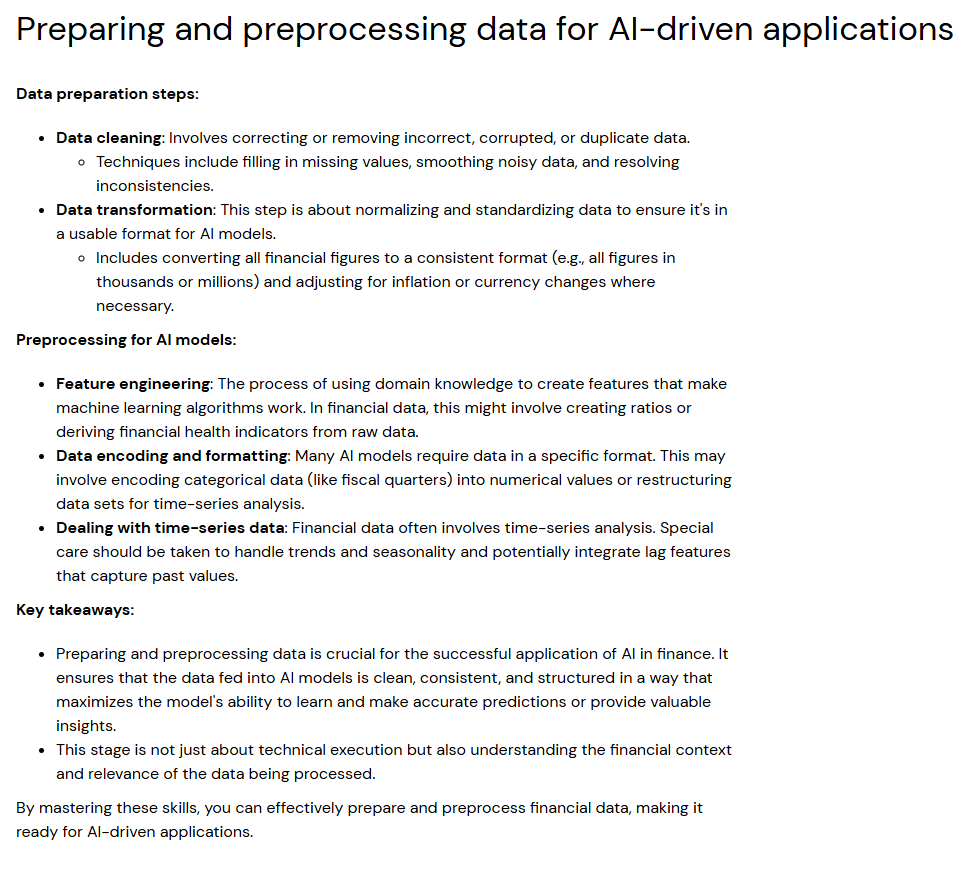 Preparing and preprocessing data for AI-driven applications
Data preparation steps:
• Data cleaning: Involves correcting or removing incorrect, corrupted, or duplicate data.
◦ Techniques include filling in missing values, smoothing noisy data, and resolving
inconsistencies.
• Data transformation: This step is about normalizing and standardizing data to ensure it's in
a usable format for AI models.
◦ Includes converting all financial figures to a consistent format (e.g., all figures in
thousands or millions) and adjusting for inflation or currency changes where
necessary.
Preprocessing for AI models:
• Feature engineering: The process of using domain knowledge to create features that make
machine learning algorithms work. In financial data, this might involve creating ratios or
deriving financial health indicators from raw data.
• Data encoding and formatting: Many AI models require data in a specific format. This may
involve encoding categorical data (like fiscal quarters) into numerical values or restructuring
data sets for time-series analysis.
• Dealing with time-series data: Financial data often involves time-series analysis. Special
care should be taken to handle trends and seasonality and potentially integrate lag features
that capture past values.
Key takeaways:
• Preparing and preprocessing data is crucial for the successful application of AI in finance. It
ensures that the data fed into AI models is clean, consistent, and structured in a way that
maximizes the model's ability to learn and make accurate predictions or provide valuable
insights.
• This stage is not just about technical execution but also understanding the financial context
and relevance of the data being processed.
By mastering these skills, you can effectively prepare and preprocess financial data, making it
ready for AI-driven applications.